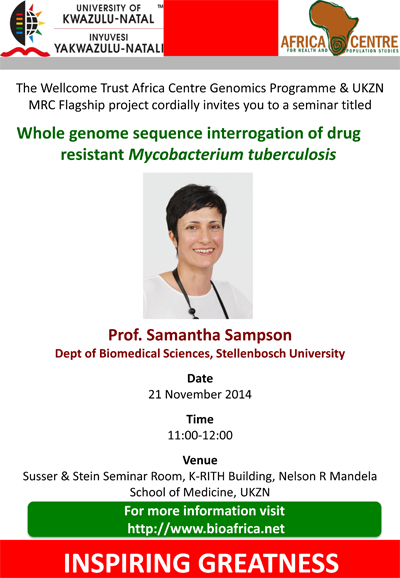 UNIVERSITY OF ™
KWAZULU-NATAL
INYUVESI
YAKWAZULU-NATALI
AFRICA CENTRE
FOR HEALTH AND POPULATION STUDIES
The Wellcome Trust Africa Centre Genomics Programme & UKZN
MRC Flagship project cordially invites you to a seminar titled
Whole genome sequence interrogation of drug
resistant Mycobacterium tuberculosis
Prof. Samantha Sampson
Dept of Biomedical Sciences, Stellenbosch University
Date
21 November 2014
Time
11:00-12:00
Venue
Susser & Stein Seminar Room, K-RITH Building, Nelson R Mandela
School of Medicine, UKZN
For more information visit
http://www.bioafrica.net
INSPIRING GREATNESS